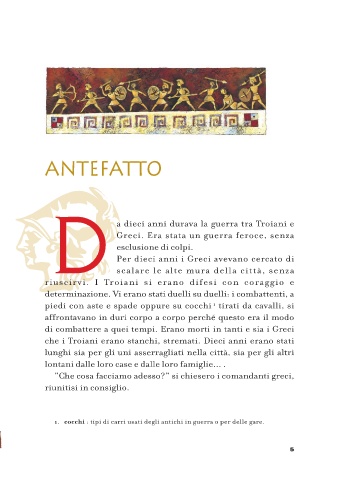 ANTEFATTO
Da dieci anni durava la guerra tra Troiani e
Greci. Era stata un guerra feroce, senza
esclusione di colpi.
Per dieci anni i Greci avevano cercato di
scalare le alte mura della città, senza
riuscirvi. I Troiani si erano difesi con coraggio e
determinazione. Vi erano stati duelli su duelli: i combattenti, a
piedi con aste e spade oppure su cocchi¹ tirati da cavalli, si
affrontavano in duri corpo a corpo perché questo era il modo
di combattere a quei tempi. Erano morti in tanti e sia i Greci
che i Troiani erano stanchi, stremati. Dieci anni erano stati
lunghi sia per gli uni asserragliati nella città, sia per gli altri
lontani dalle loro case e dalle loro famiglie... .
"Che cosa facciamo adesso?" si chiesero i comandanti greci,
riunitisi in consiglio.
1. cocchi : tipi di carri usati degli antichi in guerra o per delle gare.
5